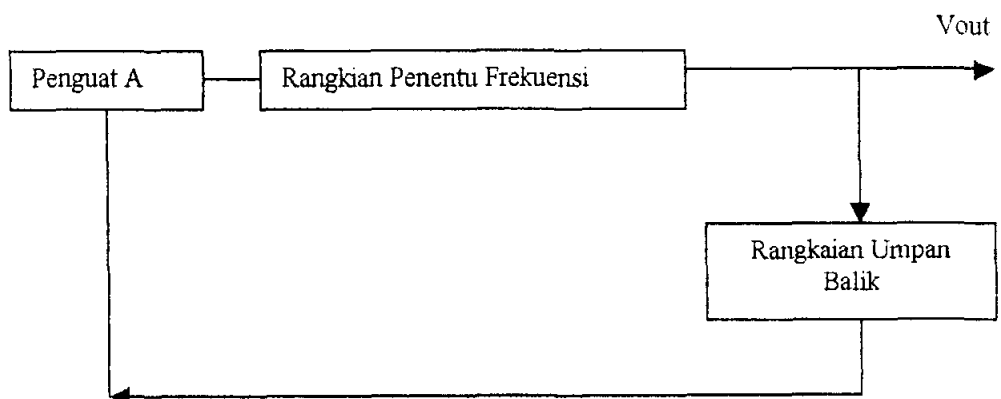 Vout
Penguat A
Rangkian Penentu Frekuensi
Rangkaian Umpan
Balik